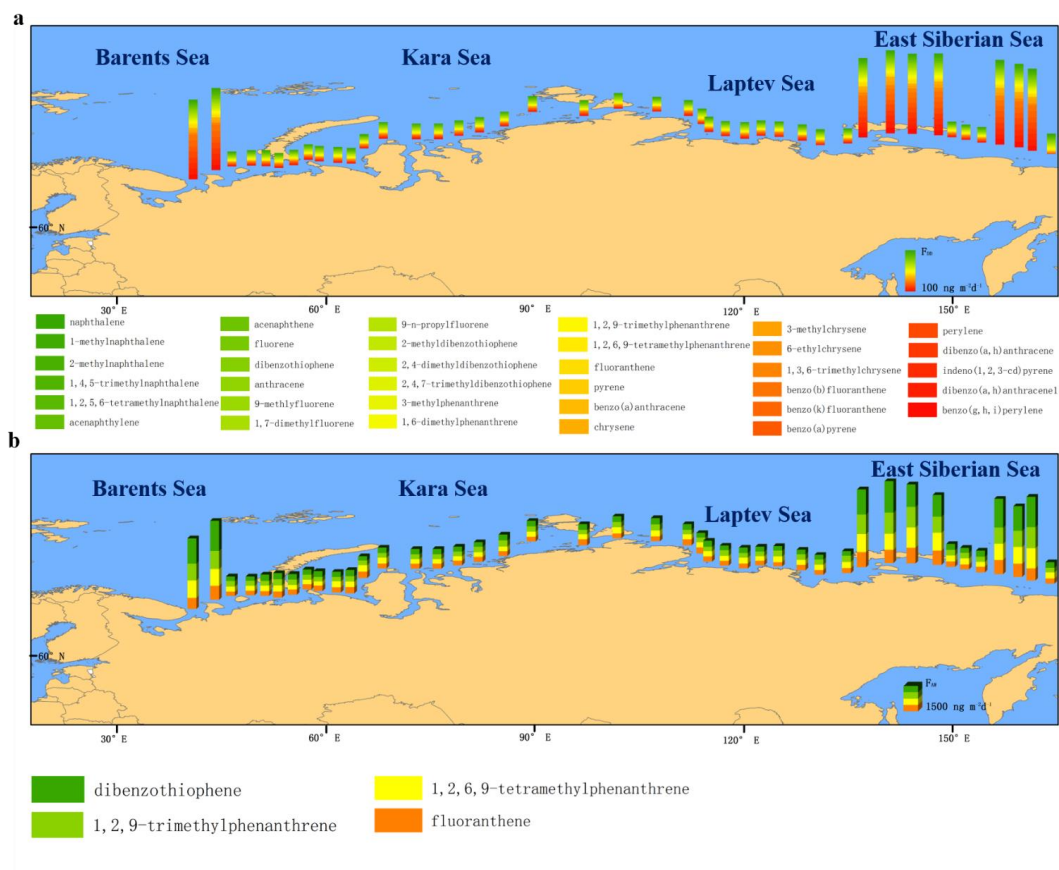 a
Barents Sea
Kara Sea
Laptev Sea
East Siberian Sea
60° N
F_IS
100 ng m⁻²d⁻¹
30° E
60° E
90° E
120° E
150° E
naphthalene
1-methylnaphthalene
2-methylnaphthalene
1,4,5-trimethylnaphthalene
1,2,5,6-tetramethylnaphthalene
acenaphthylene
acenaphthene
fluorene
dibenzothiophene
anthracene
9-methlyfluorene
1,7-dimethylfluorene
9-n-propylfluorene
2-methyldibenzothiophene
2,4-dimethyldibenzothiophene
2,4,7-trimethyldibenzothiophene
3-methylphenanthrene
1,6-dimethylphenanthrene
1,2,9-trimethylphenanthrene
1,2,6,9-tetramethylphenanthrene
fluoranthene
pyrene
benzo(a)anthracene
chrysene
3-methylchrysene
6-ethylchrysene
1,3,6-trimethylchrysene
benzo(b)fluoranthene
benzo(k)fluoranthene
benzo(a)pyrene
perylene
dibenzo(a,h)anthracene
indeno(1,2,3-cd)pyrene
dibenzo(a,h)anthracene1
benzo(g,h,i)perylene
b
Barents Sea
Kara Sea
Laptev Sea
East Siberian Sea
60° N
F_IS
1500 ng m⁻²d⁻¹
30° E
60° E
90° E
120° E
150° E
dibenzothiophene
1,2,9-trimethylphenanthrene
1,2,6,9-tetramethylphenanthrene
fluoranthene